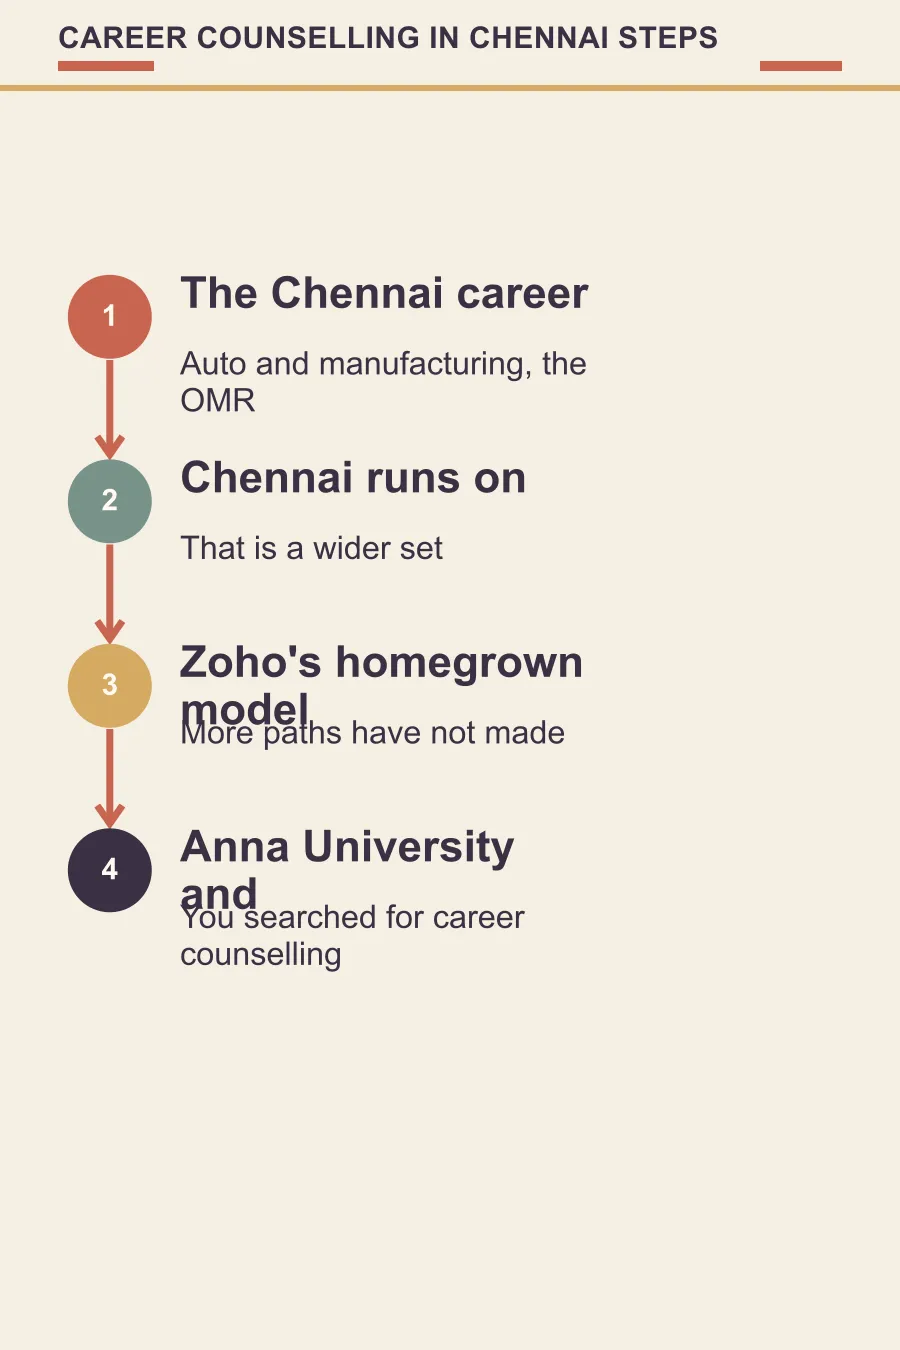 CAREER COUNSELLING IN CHENNAI STEPS
1
The Chennai career
Auto and manufacturing, the
OMR
2
Chennai runs on
That is a wider set
3
Zoho's homegrown
model
More paths have not made
4
Anna University
and
You searched for career
counselling